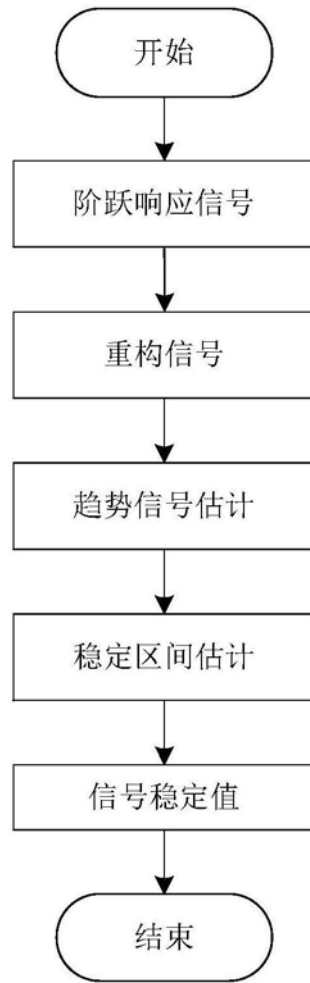 开始
阶跃响应信号
重构信号
趋势信号估计
稳定区间估计
信号稳定值
结束